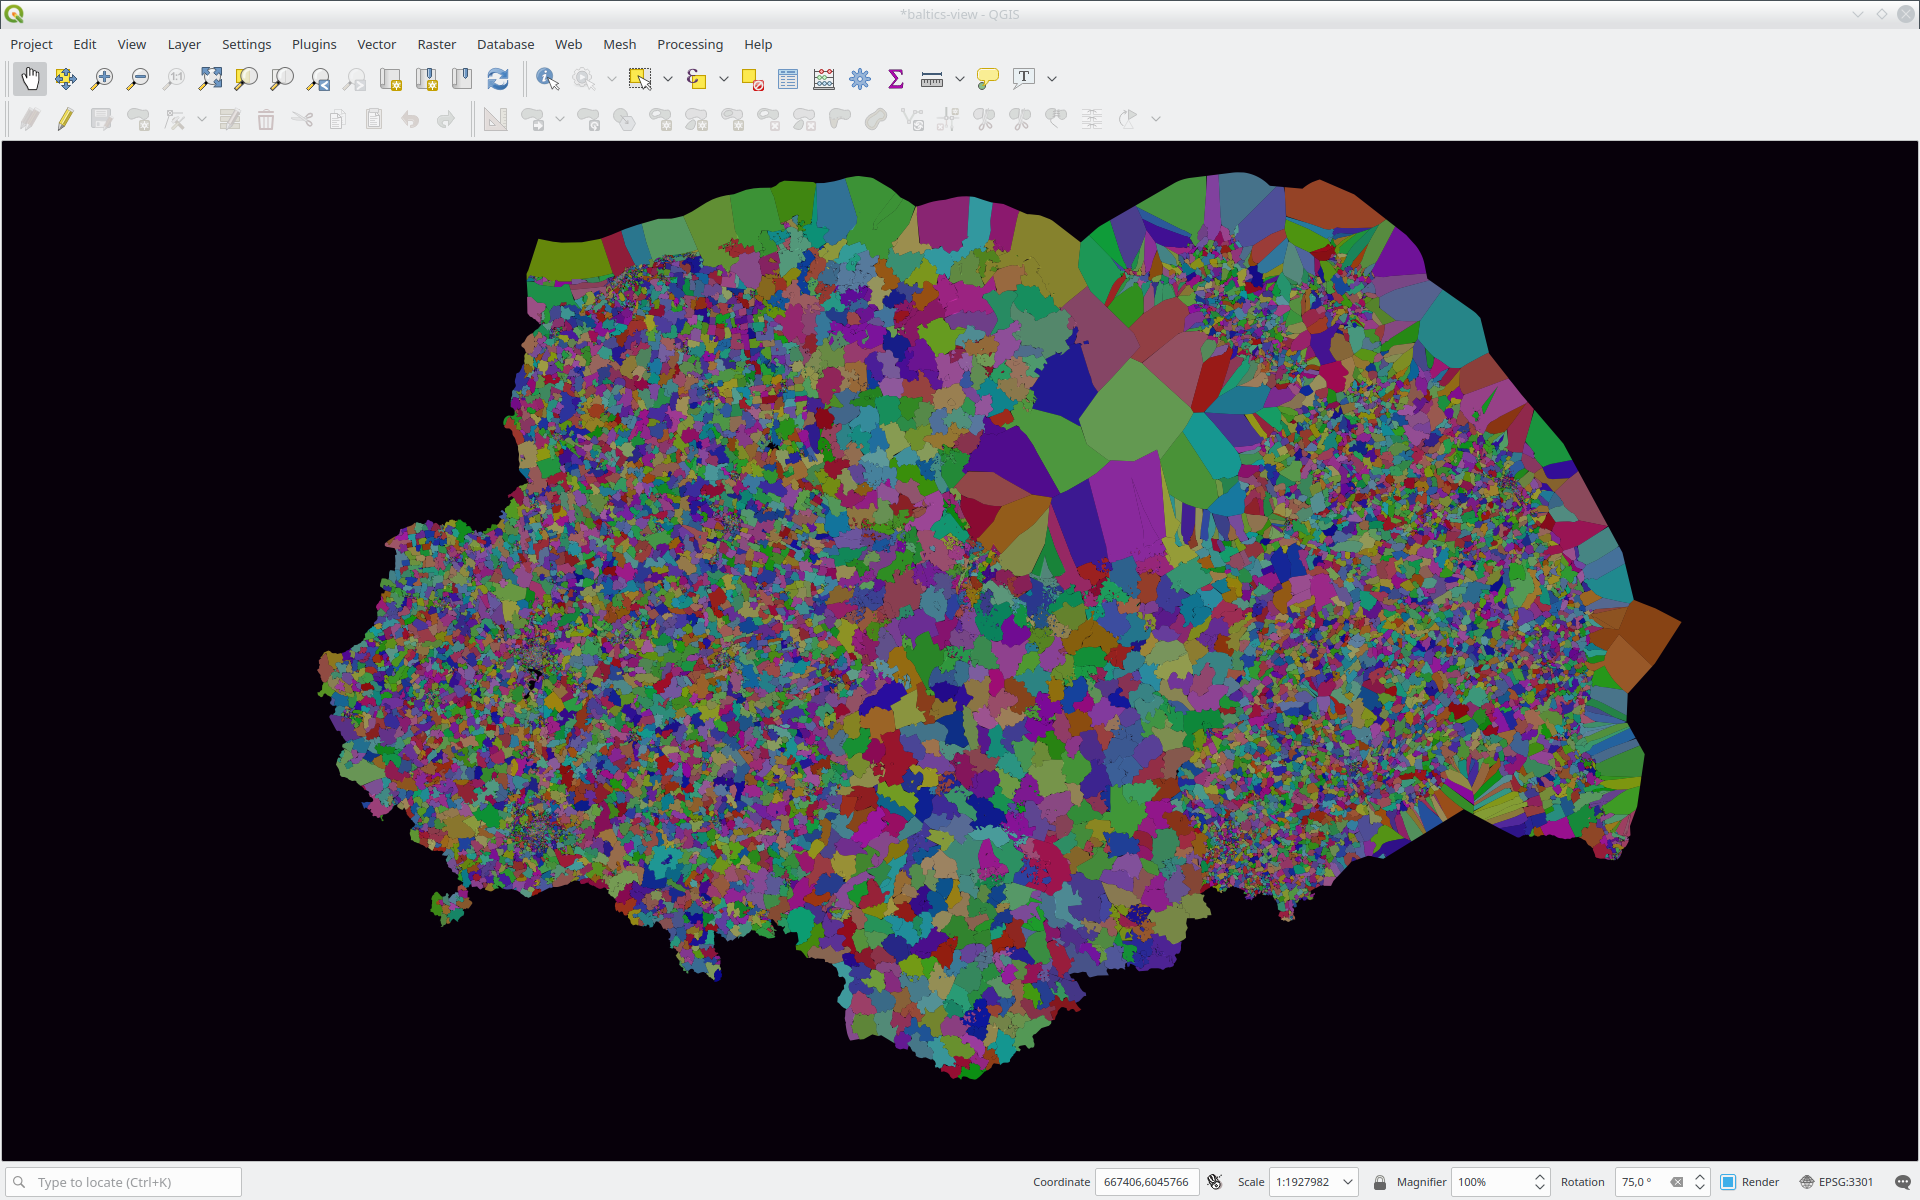 *baltics-view - QGIS
Project Edit View Layer Settings Plugins Vector Raster Database Web Mesh Processing Help
Type to locate (Ctrl+K) Coordinate 667406,6045766 Scale 1:1927982 Magnifier 100% Rotation 75,0 ° Render EPSG:3301